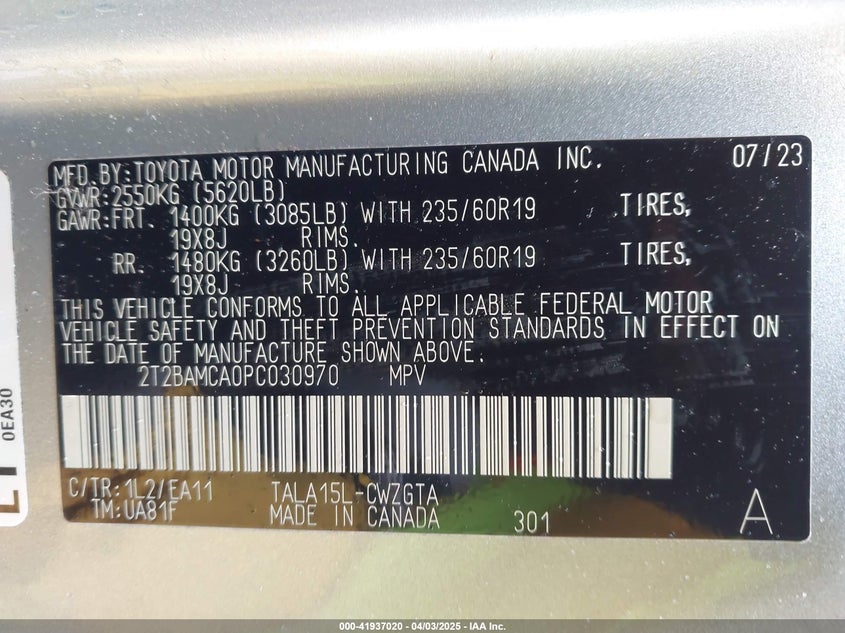 MFD.BY:TOYOTA MOTOR MANUFACTURING CANADA INC. 07/23
GVWR:2550KG (5620LB)
GAWR:FRT. 1400KG (3085LB) WITH 235/60R19 TIRES,
19X8J RIMS.
RR. 1480KG (3260LB) WITH 235/60R19 TIRES,
19X8J RIMS.
THIS VEHICLE CONFORMS TO ALL APPLICABLE FEDERAL MOTOR
VEHICLE SAFETY AND THEFT PREVENTION STANDARDS IN EFFECT ON
THE DATE OF MANUFACTURE SHOWN ABOVE.
2T2BAMCA0PC030970 MPV
C/TR:1L2/EA11 TALA15L-CWZGTA
TM:UA81F MADE IN CANADA 301 A
0EA30
000-41937020 - 04/03/2025 - IAA Inc.